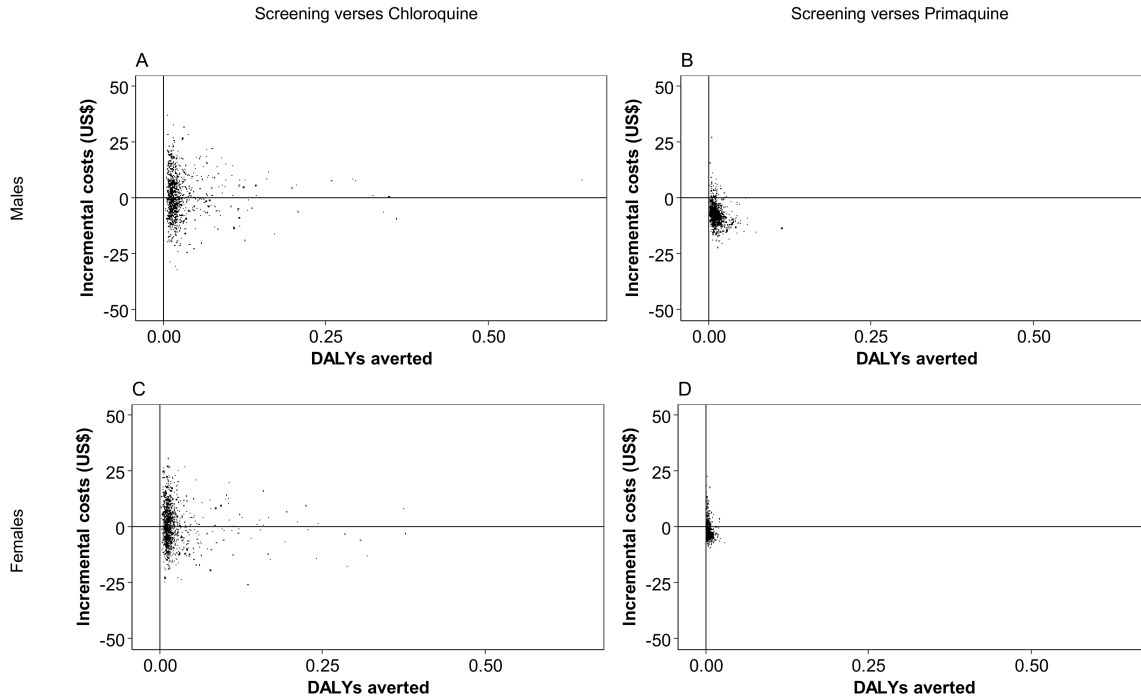 Screening verses Chloroquine
Screening verses Primaquine
Males
A
Incremental costs (US$)
50
25
0
-25
-50
0.00 0.25 0.50
DALYs averted
B
Incremental costs (US$)
50
25
0
-25
-50
0.00 0.25 0.50
DALYs averted
Females
C
Incremental costs (US$)
50
25
0
-25
-50
0.00 0.25 0.50
DALYs averted
D
Incremental costs (US$)
50
25
0
-25
-50
0.00 0.25 0.50
DALYs averted